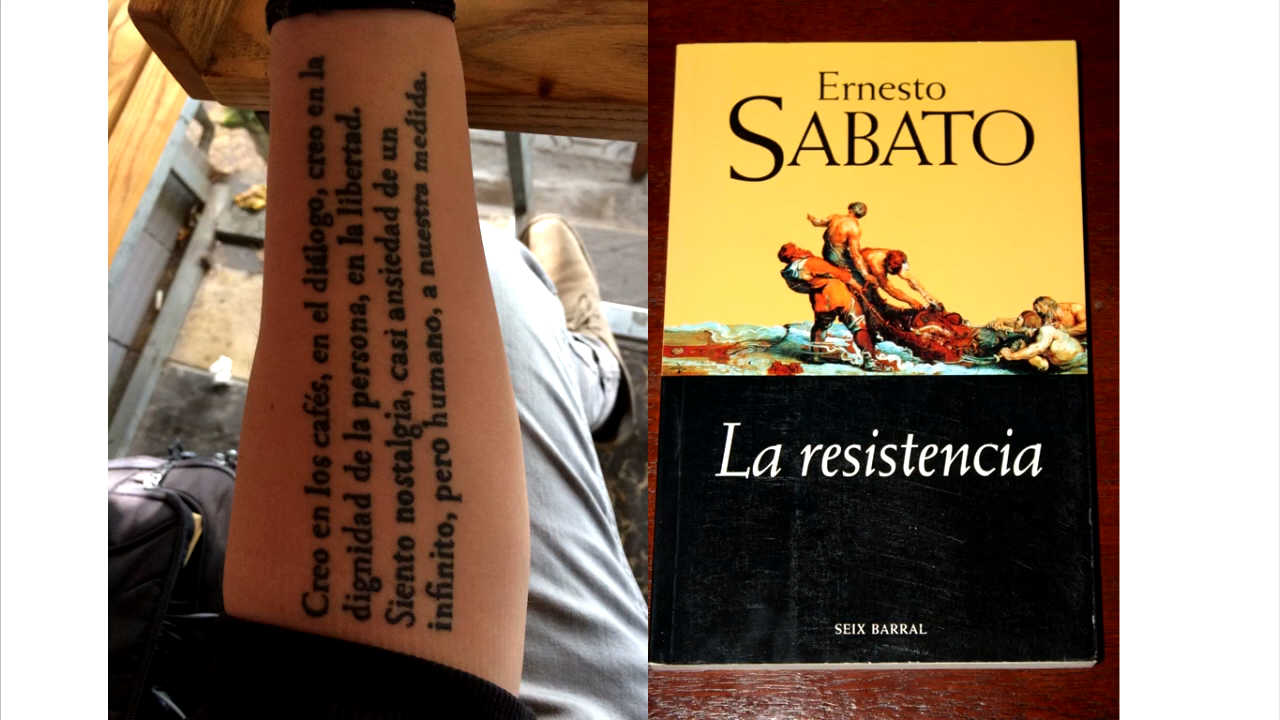 Creo en los cafés, en el diálogo, creo en la
dignidad de la persona, en la libertad.
Siento nostalgia, casi ansiedad de un
infinito, pero humano, a nuestra medida.
Ernesto
SABATO
La resistencia
SEIX BARRAL